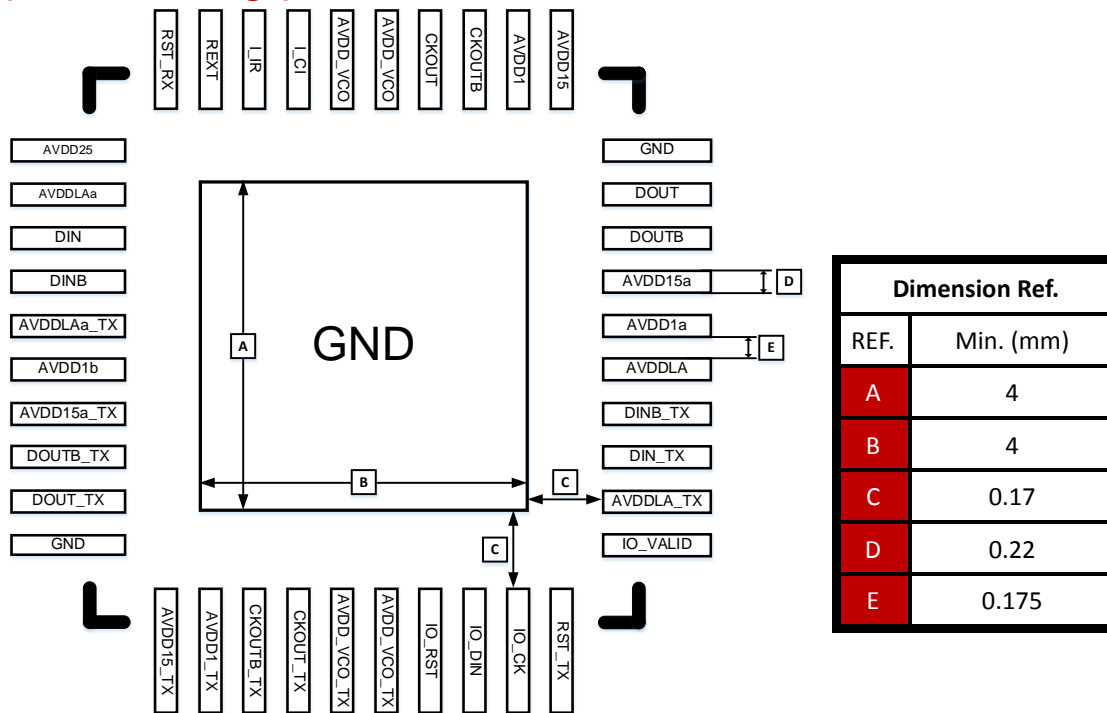 RST_RX
REXT
I_IR
I_CI
AVDD_VCO
AVDD_VCO
CKOUT
CKOUTB
AVDD1
AVDD15
AVDD25
AVDDLAa
DIN
DINB
AVDDLAa_TX
AVDD1b
AVDD15a_TX
DOUTB_TX
DOUT_TX
GND
GND
A
B
C
C
GND
DOUT
DOUTB
AVDD15a
D
AVDD1a
E
AVDDLA
DINB_TX
DIN_TX
AVDDLA_TX
IO_VALID
AVDD15_TX
AVDD1_TX
CKOUTB_TX
CKOUT_TX
AVDD_VCO_TX
AVDD_VCO_TX
IO_RST
IO_DIN
IO_CK
RST_TX
Dimension Ref.
REF. Min. (mm)
A 4
B 4
C 0.17
D 0.22
E 0.175